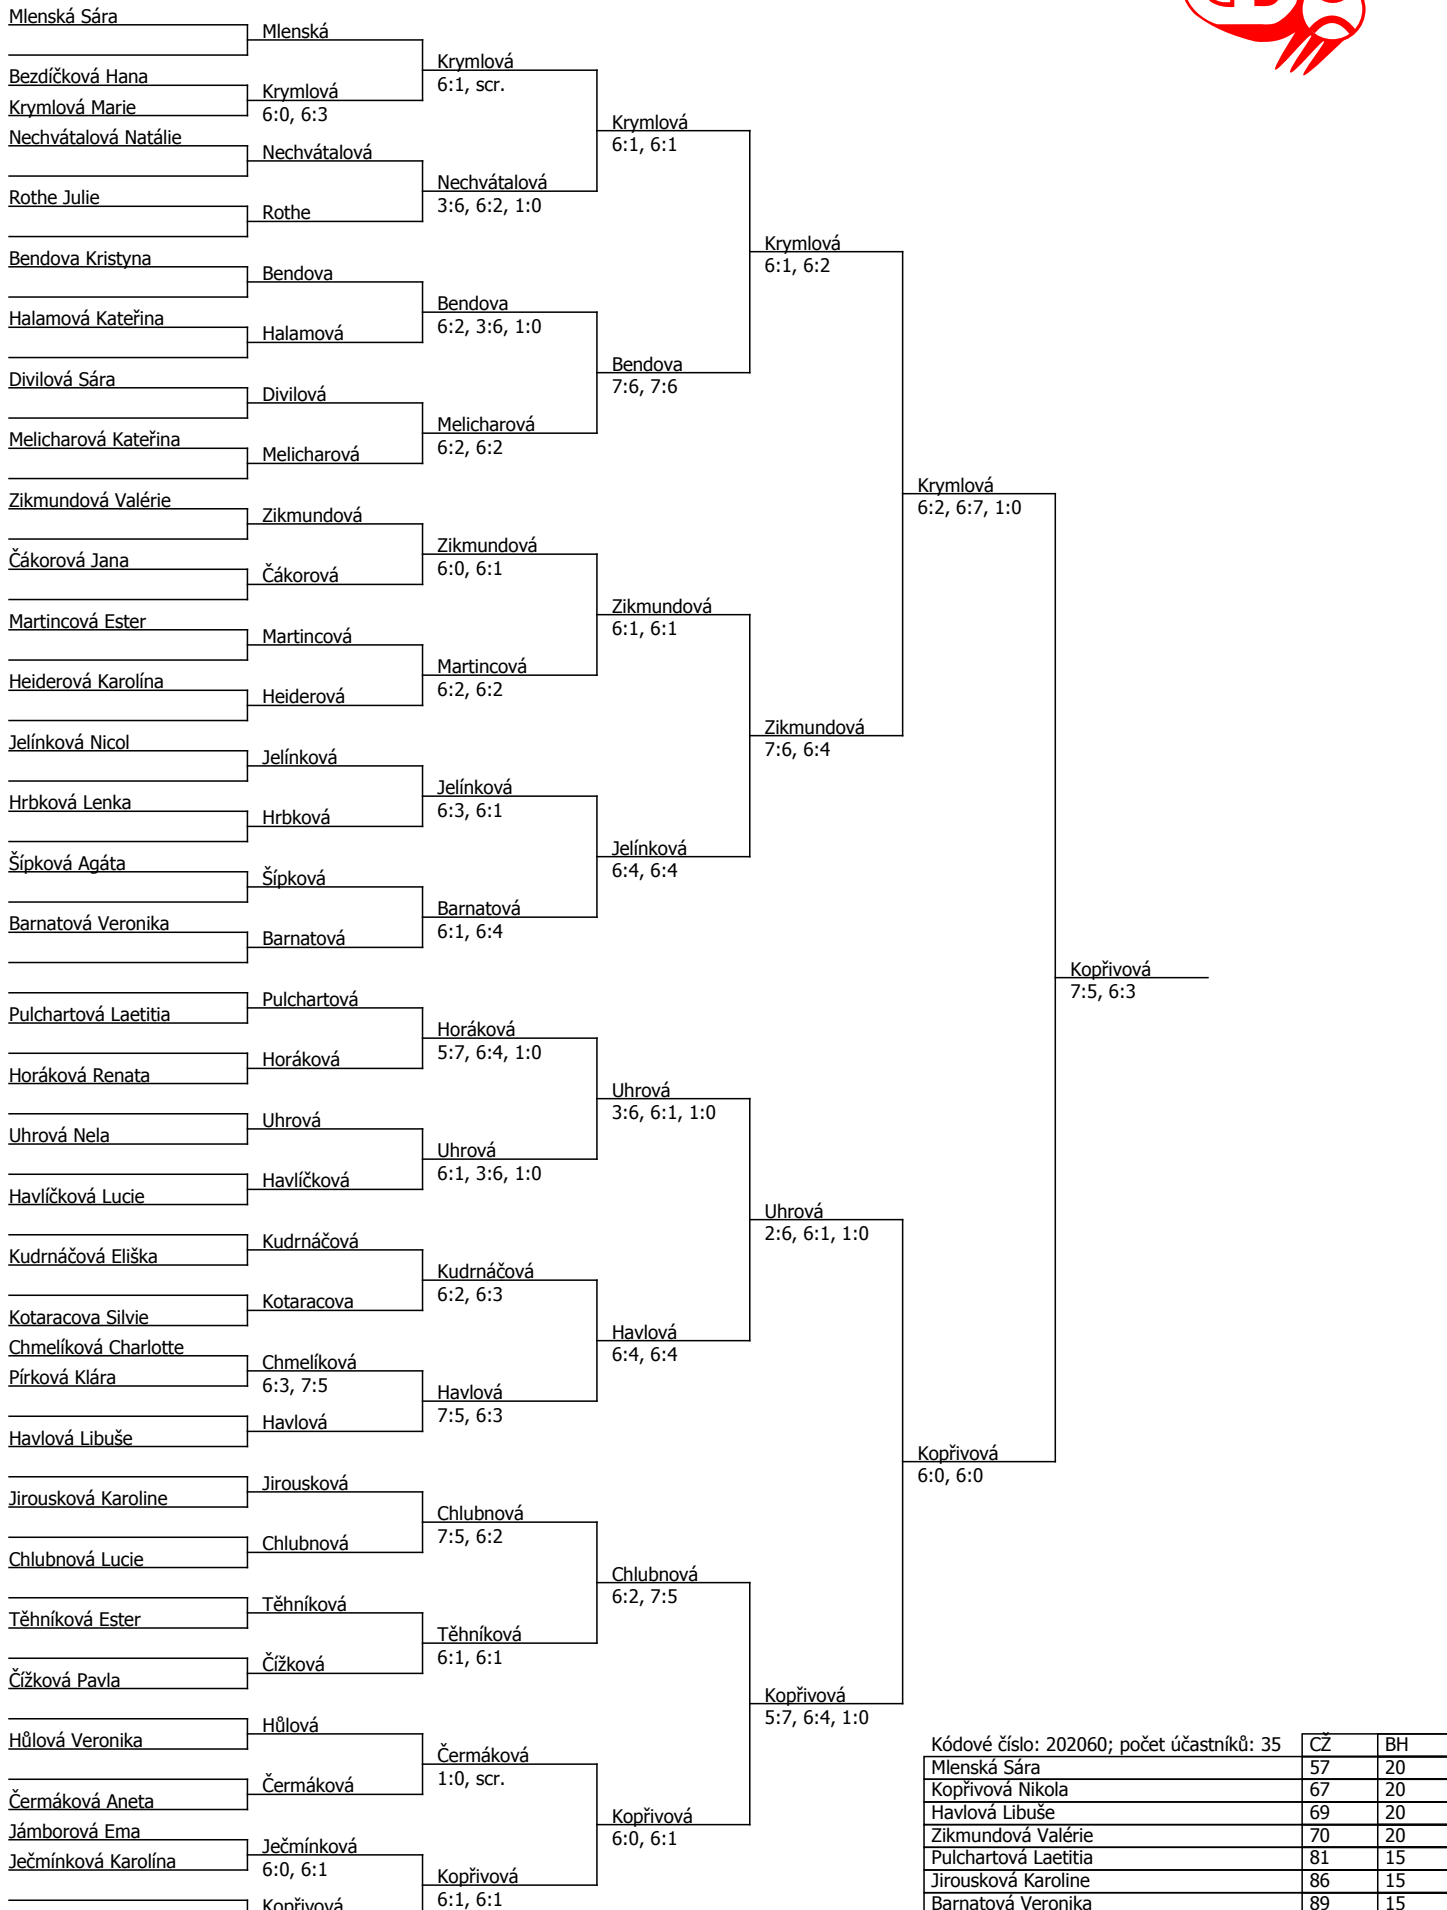 Mlenská Sára
Mlenská
Krymlová
6:1, scr.
Bezdíčková Hana
Krymlová
6:0, 6:3
Krymlová Marie
Krymlová
6:1, 6:1
Nechvátalová Natálie
Nechvátalová
Nechvátalová
3:6, 6:2, 1:0
Rothe Julie
Rothe
Krymlová
6:1, 6:2
Bendova Kristyna
Bendova
Bendova
6:2, 3:6, 1:0
Halamová Kateřina
Halamová
Bendova
7:6, 7:6
Divilová Sára
Divilová
Melicharová
6:2, 6:2
Melicharová Kateřina
Melicharová
Krymlová
6:2, 6:7, 1:0
Zikmundová Valérie
Zikmundová
Zikmundová
6:0, 6:1
Čákorová Jana
Čákorová
Zikmundová
6:1, 6:1
Martincová Ester
Martincová
Martincová
6:2, 6:2
Heiderová Karolína
Heiderová
Zikmundová
7:6, 6:4
Jelínková Nicol
Jelínková
Jelínková
6:3, 6:1
Hrbková Lenka
Hrbková
Jelínková
6:4, 6:4
Šípková Agáta
Šípková
Barnatová
6:1, 6:4
Barnatová Veronika
Barnatová
Kopřivová
7:5, 6:3
Pulchartová
Pulchartová Laetitia
Horáková
5:7, 6:4, 1:0
Horáková
Horáková Renata
Uhrová
3:6, 6:1, 1:0
Uhrová
Uhrová Nela
Uhrová
6:1, 3:6, 1:0
Havlíčková
Havlíčková Lucie
Uhrová
2:6, 6:1, 1:0
Kudrnáčová
Kudrnáčová Eliška
Kudrnáčová
6:2, 6:3
Kotaracova
Kotaracova Silvie
Havlová
6:4, 6:4
Chmelíková Charlotte
Chmelíková
6:3, 7:5
Pírková Klára
Havlová
7:5, 6:3
Havlová
Havlová Libuše
Kopřivová
6:0, 6:0
Jirousková
Jirousková Karoline
Chlubnová
7:5, 6:2
Chlubnová
Chlubnová Lucie
Chlubnová
6:2, 7:5
Těhníková
Těhníková Ester
Těhníková
6:1, 6:1
Čížková
Čížková Pavla
Kopřivová
5:7, 6:4, 1:0
Hůlová
Hůlová Veronika
Čermáková
1:0, scr.
Čermáková
Čermáková Aneta
Kopřivová
6:0, 6:1
Jámborová Ema
Ječmínková
6:0, 6:1
Ječmínková Karolína
Kopřivová
6:1, 6:1
Kopřivová
Kódové číslo: 202060; počet účastníků: 35 CŽ BH
Mlenská Sára 57 20
Kopřivová Nikola 67 20
Havlová Libuše 69 20
Zikmundová Valérie 70 20
Pulchartová Laetitia 81 15
Jirousková Karoline 86 15
Barnatová Veronika 89 15